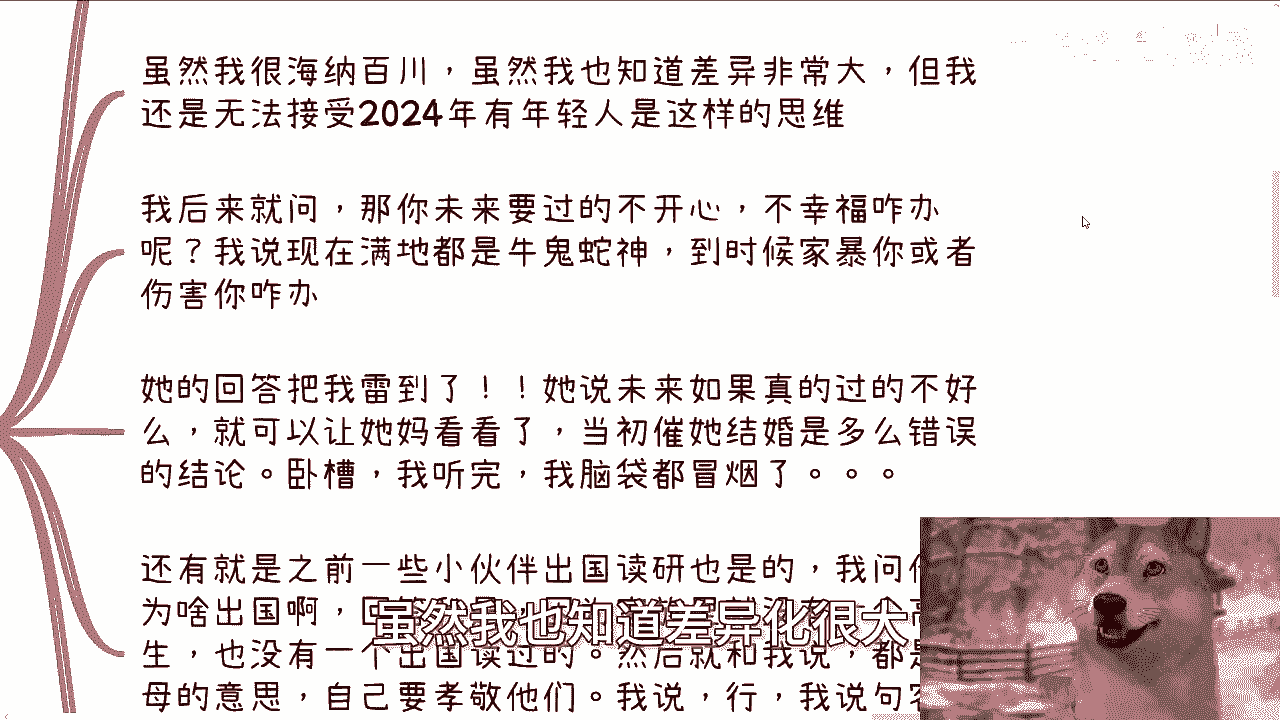 虽然我很海纳百川，虽然我也知道差异非常大，但我
还是无法接受2024年有年轻人是这样的思维
我后来就问，那你未来要过的不开心，不幸福咋办
呢？我说现在满地都是牛鬼蛇神，到时候家暴你或者
伤害你咋办
她的回答把我雷到了！！她说未来如果真的过的不好
么，就可以让她妈看看了，当初催她结婚是多么错误
的结论。卧槽，我听完，我脑袋都冒烟了。。。
还有就是之前一些小伙伴出国读研也是的，我问
为啥出国啊，
生，也没有一个出国读过的。然后就和我说，都是
母的意思，自己要孝敬他们。我说，行，我说句
虽然我也知道差异化很大